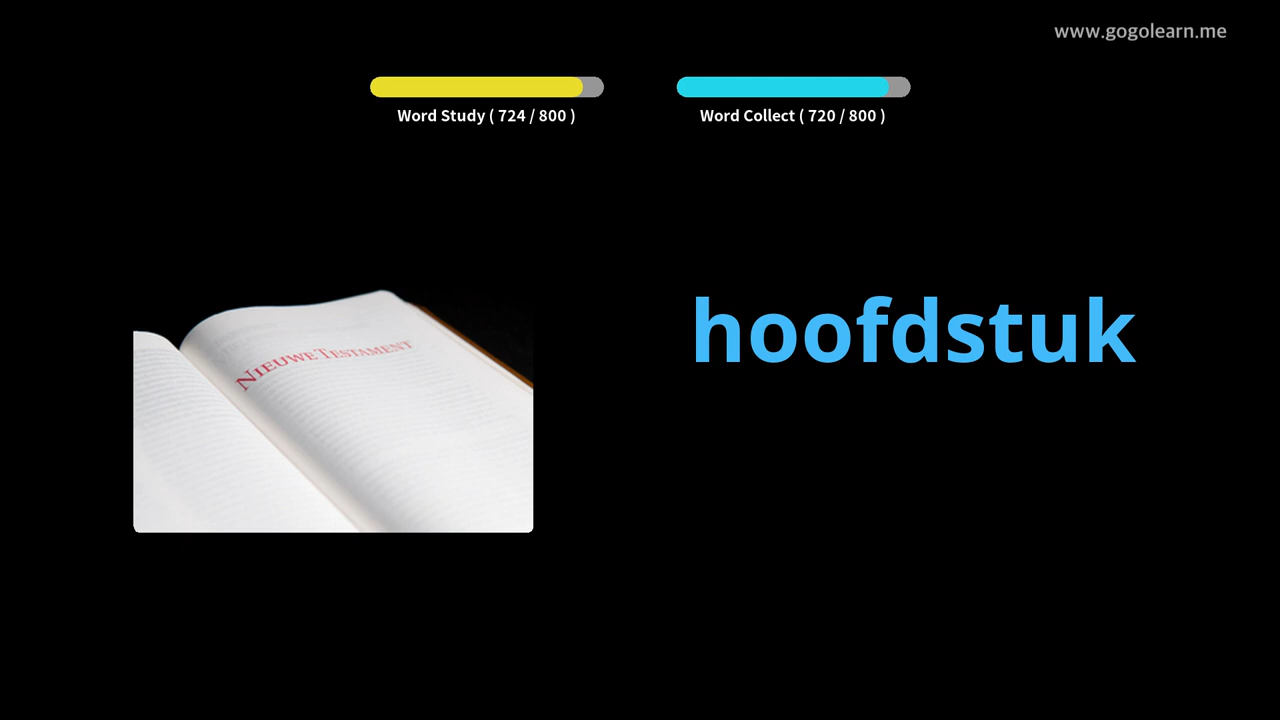 www.gogolearn.me
Word Study ( 724 / 800 )
Word Collect ( 720 / 800 )
NIEUWE TESTAMENT
hoofdstuk